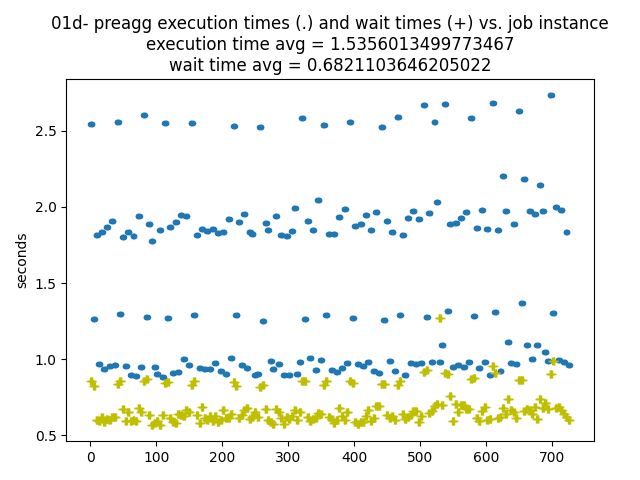 01d- preagg execution times (.) and wait times (+) vs. job instance
execution time avg = 1.5356013499773467
wait time avg = 0.6821103646205022
2.5
2.0
seconds
1.5
1.0
0.5
0 100 200 300 400 500 600 700